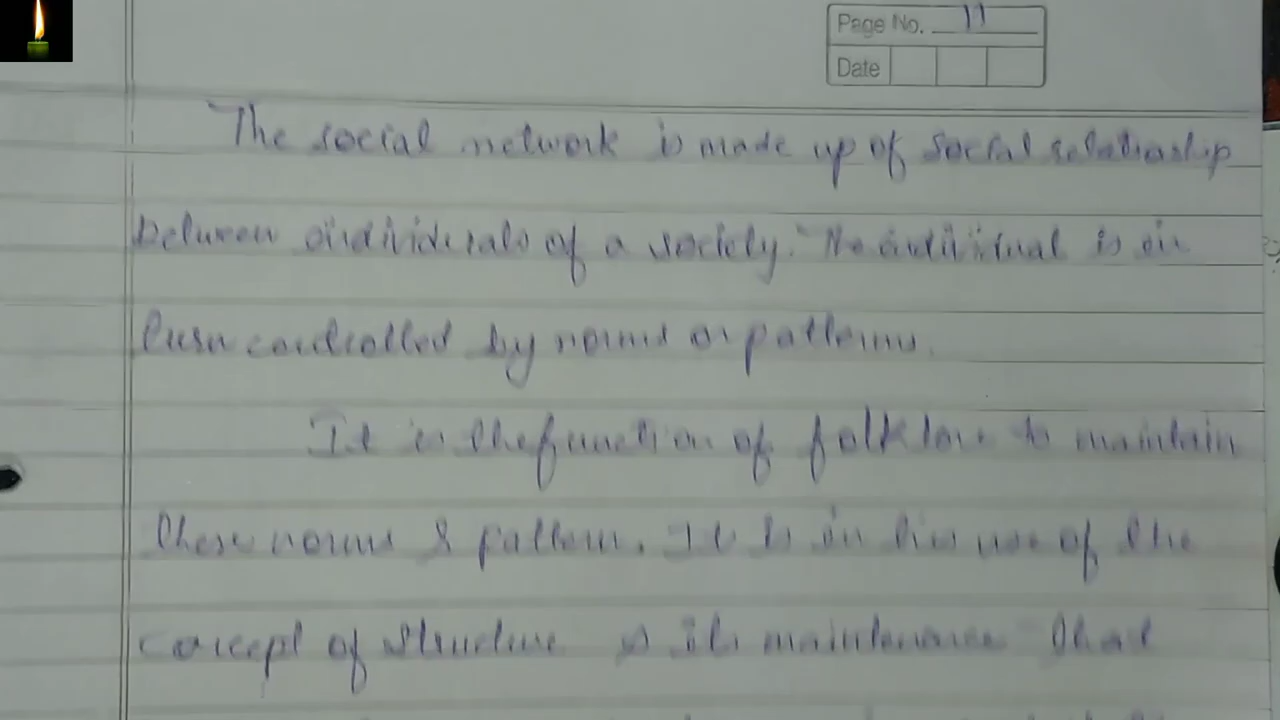 Page No. 11
Date
The social network is made up of social relationship
between individuals of a society. The individual is in
turn controlled by norms or patterns.
It is the function of folklore to maintain
these norms & pattern. It is in use of the
concept of structure & its maintenance that